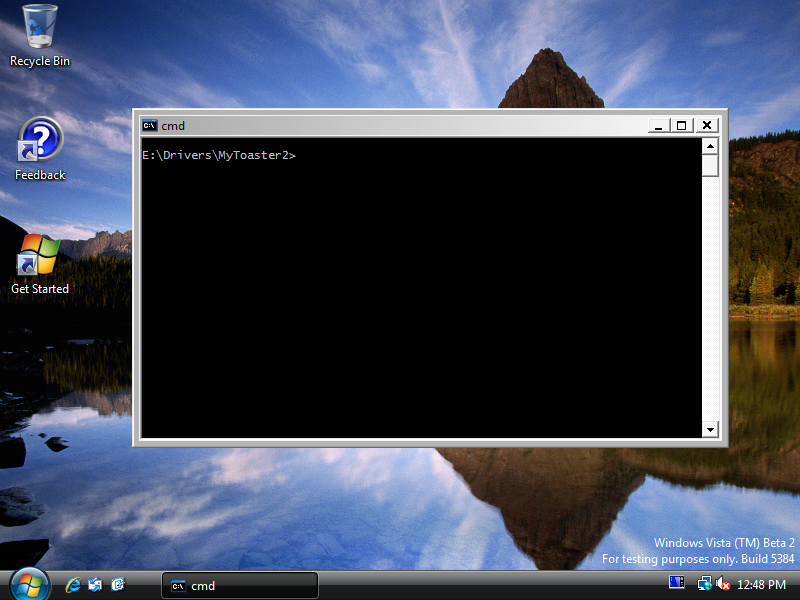 Recycle Bin
Feedback
Get Started
C:\ cmd
E:\Drivers\MyToaster2>
Windows Vista (TM) Beta 2
For testing purposes only. Build 5384
C:\ cmd
12:48 PM